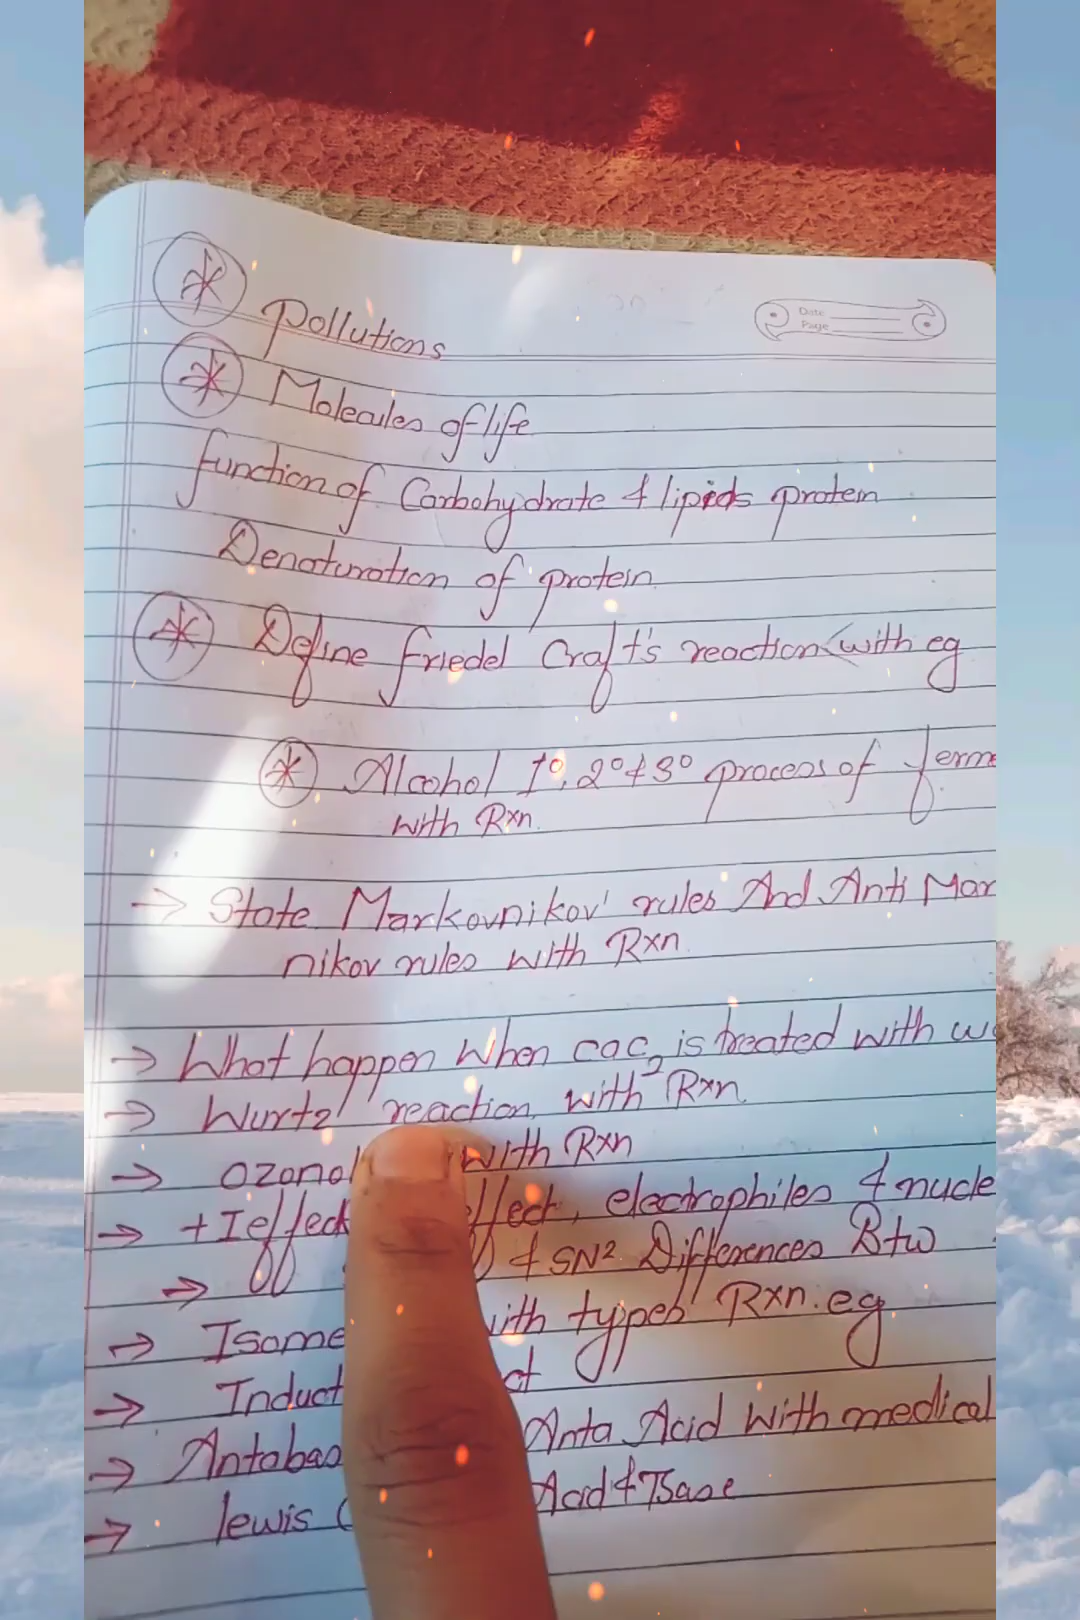 Date
Page
Pollutions
Molecules of life
function of Carbohydrate & lipids protein
Denaturation of protein
Define Friedel Craft's reaction with eg
Alcohol 1°, 2° & 3° process of ferme
with Rxn.
→ State Markovnikov' rules And Anti Mar
nikov rules with Rxn
→ What happen When cac2 is treated with
→ Wurtz' reaction with Rxn
→ with Rxn
→ +I effect, electrophiles & nucle
→ & SN2 Differences Btw
→ with types Rxn. eg.
→
→ Anta Acid with medical
→ lewis Acid & Base